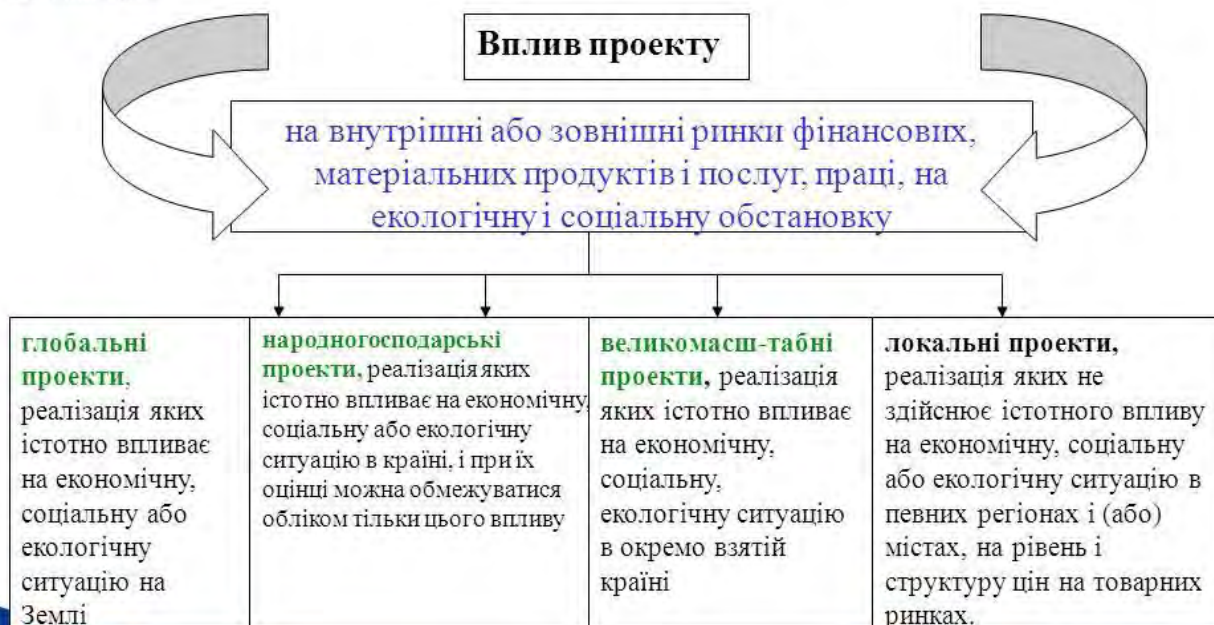 Вплив проекту
на внутрішні або зовнішні ринки фінансових,
матеріальних продуктів і послуг, праці, на
екологічну і соціальну обстановку
глобальні
проекти,
реалізація яких
істотно впливає
на економічну,
соціальну або
екологічну
ситуацію на
Землі
народногосподарські
проекти, реалізація яких
істотно впливає на економічну,
соціальну або екологічну
ситуацію в країні, і при їх
оцінці можна обмежуватися
обліком тільки цього впливу
великомасш-табні
проекти, реалізація
яких істотно впливає
на економічну,
соціальну,
екологічну ситуацію
в окремо взятій
країні
локальні проекти,
реалізація яких не
здійснює істотного впливу
на економічну, соціальну
або екологічну ситуацію в
певних регіонах і (або)
містах, на рівень і
структуру цін на товарних
ринках.